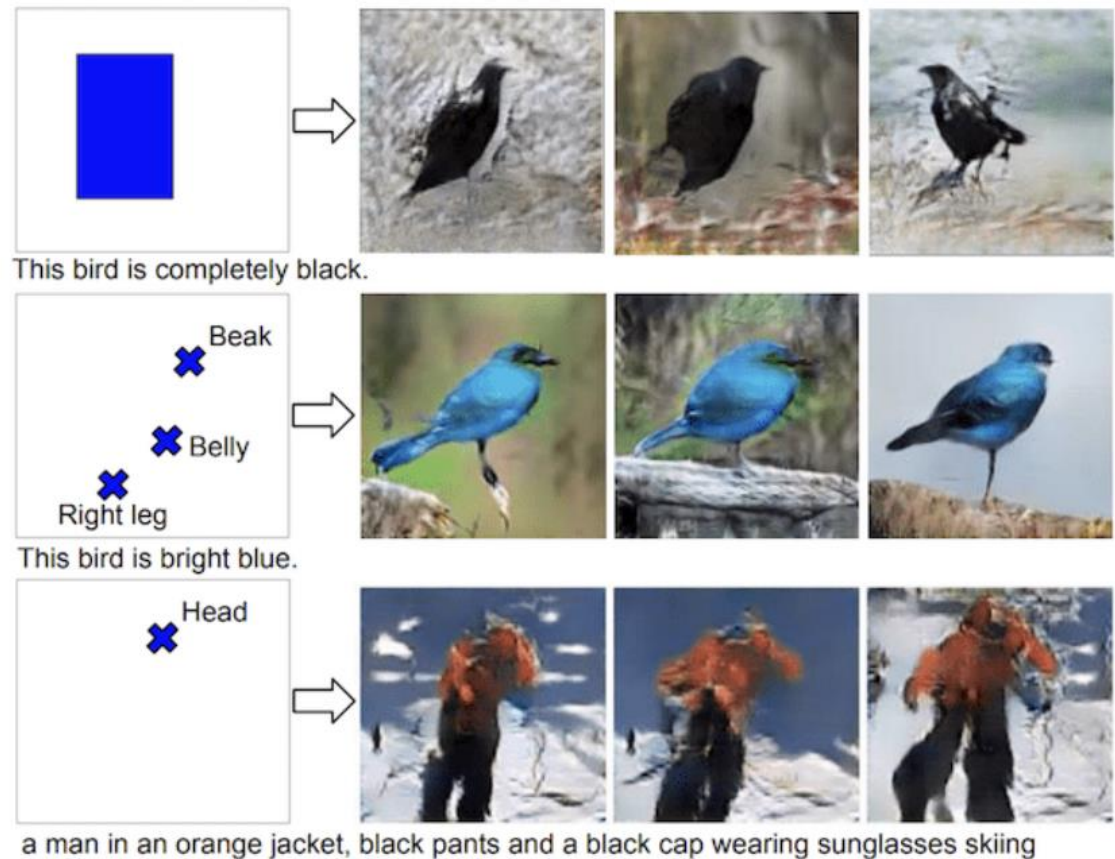 This bird is completely black.
Beak
Belly
Right leg
This bird is bright blue.
Head
a man in an orange jacket, black pants and a black cap wearing sunglasses skiing